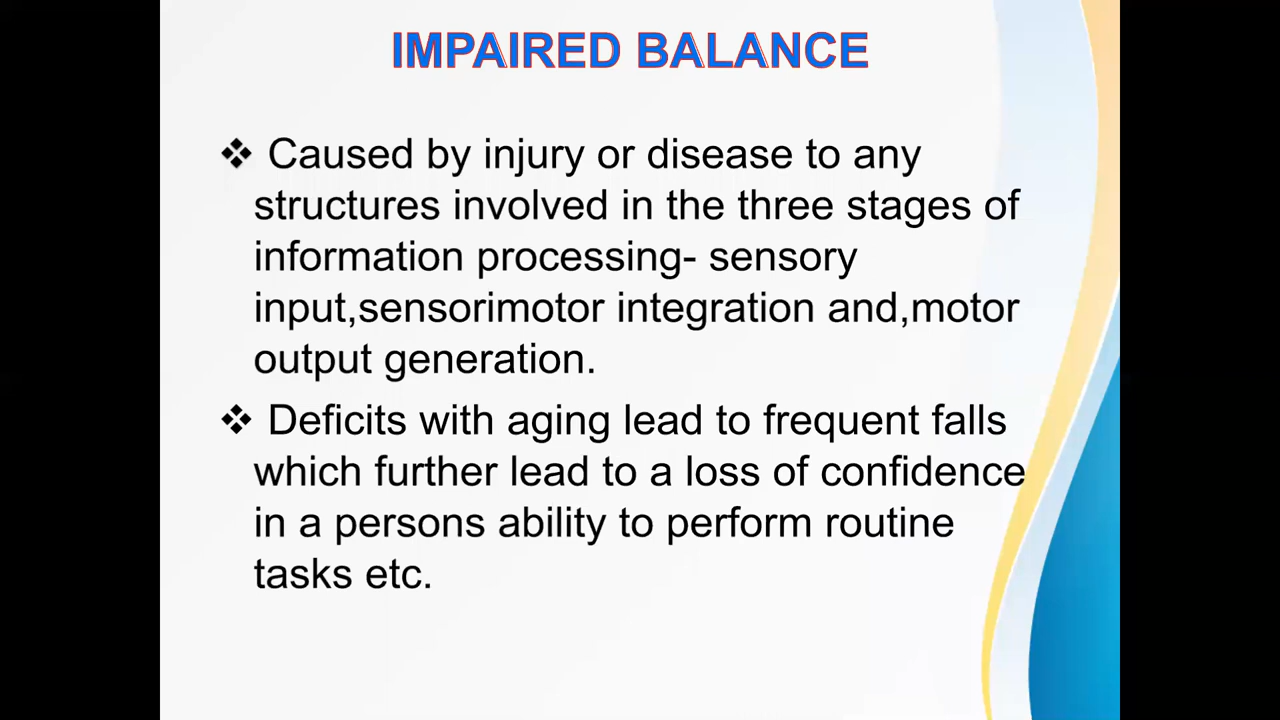 IMPAIRED BALANCE
❖ Caused by injury or disease to any
structures involved in the three stages of
information processing- sensory
input,sensorimotor integration and,motor
output generation.
❖ Deficits with aging lead to frequent falls
which further lead to a loss of confidence
in a persons ability to perform routine
tasks etc.